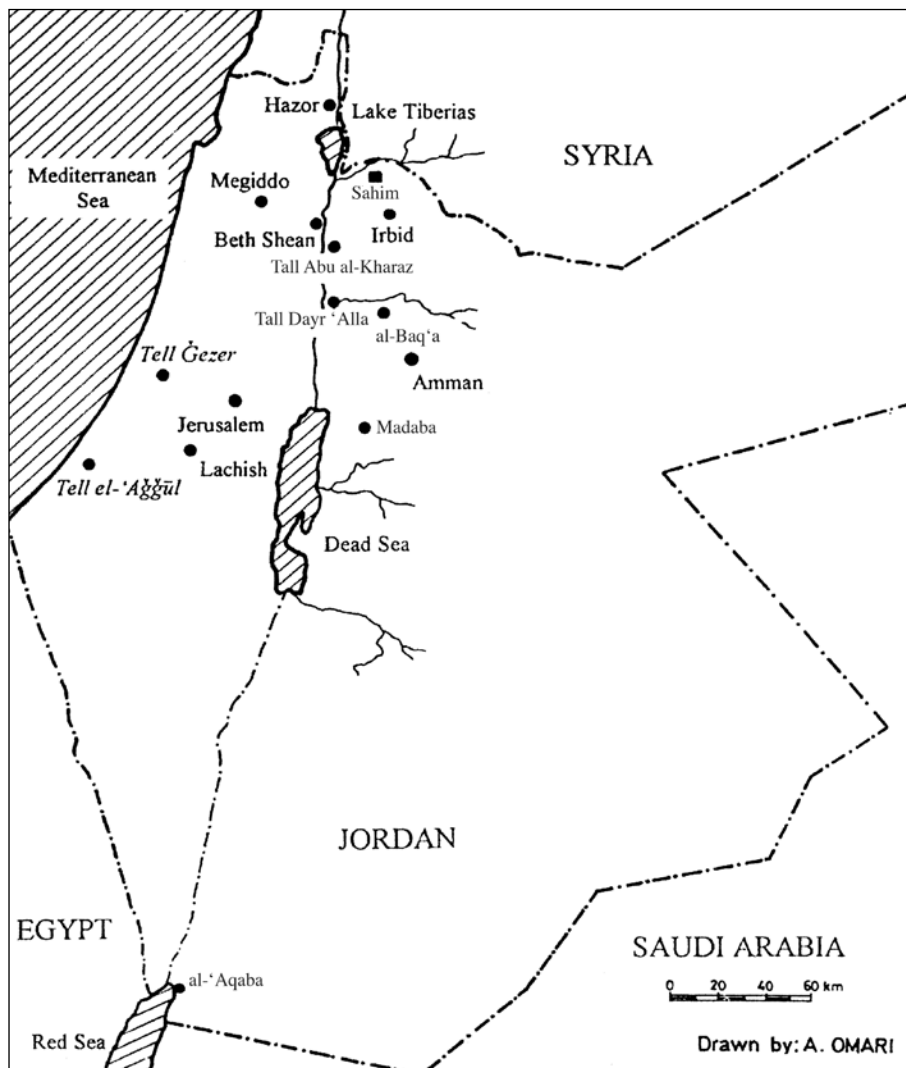 Hazor
Lake Tiberias
SYRIA
Mediterranean
Sea
Megiddo
Sahim
Beth Shean
Irbid
Tall Abu al-Kharaz
Tall Dayr ‘Alla
al-Baq‘a
Tell Ǧezer
Amman
Jerusalem
Madaba
Lachish
Tell el-‘Aǧǧūl
Dead Sea
JORDAN
EGYPT
SAUDI ARABIA
al-‘Aqaba
0 20 40 60 km
Red Sea
Drawn by: A. OMARI